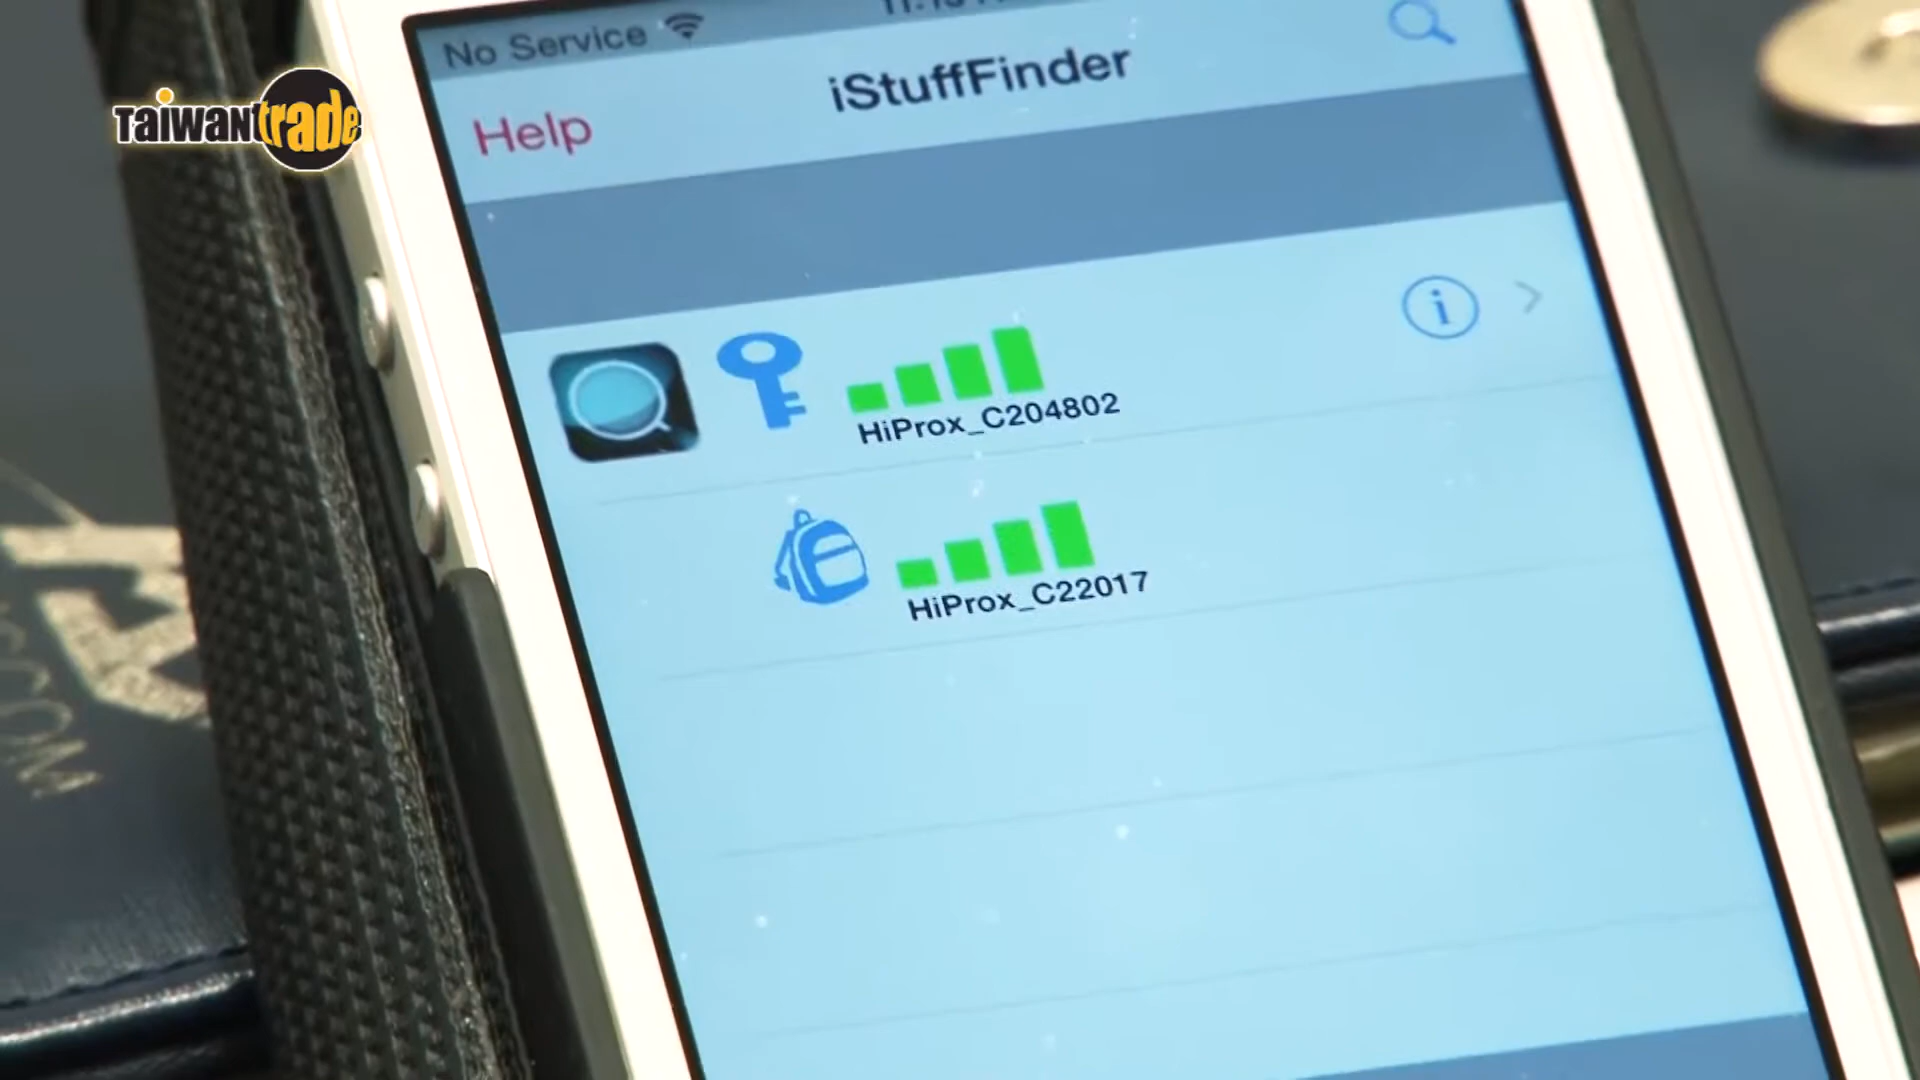 No Service
iStuffFinder
Help
Taiwantrade
i
HiProx_C204802
HiProx_C22017